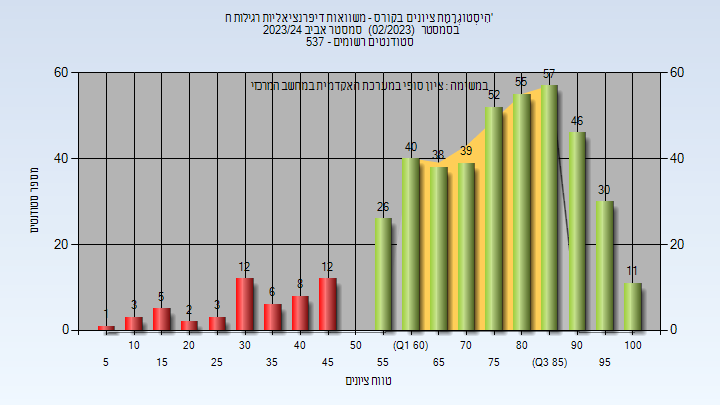 הִיסְטוֹגְרָמַת ציונים בקורס - משוואות דיפרנציאליות רגילות ח'
בסמסטר (02/2023) סמסטר אביב 2023/24
סטודנטים רשומים - 537
במשימה : ציון סופי במערכת האקדמית במחשב המרכזי
60 60
40 40
20 20
0 0
מספר סטודנטים
1 3 5 2 3 12 6 8 12 26 40 38 39 52 55 57 46 30 11
10 20 30 40 50 (Q1 60) 70 80 90 100
5 15 25 35 45 55 65 75 (Q3 85) 95
טווח ציונים